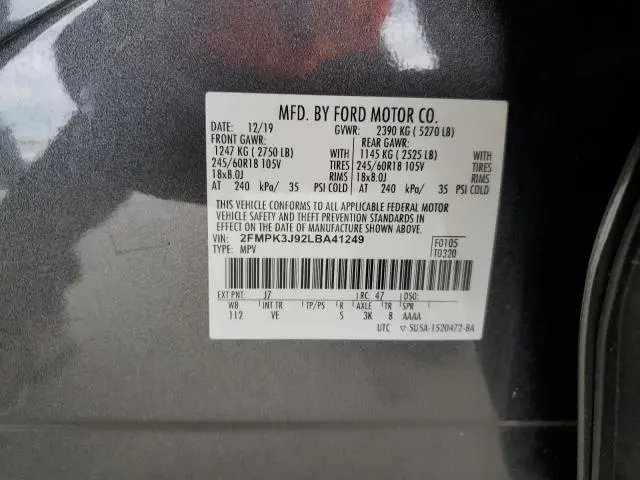 MFD. BY FORD MOTOR CO.
DATE: 12/19 GVWR: 2390 KG ( 5270 LB)
FRONT GAWR: REAR GAWR:
1247 KG ( 2750 LB) WITH 1145 KG ( 2525 LB) WITH
245/60R18 105V TIRES 245/60R18 105V TIRES
18x8.0J RIMS 18x8.0J RIMS
AT 240 kPa/ 35 PSI COLD AT 240 kPa/ 35 PSI COLD
THIS VEHICLE CONFORMS TO ALL APPLICABLE FEDERAL MOTOR
VEHICLE SAFETY AND THEFT PREVENTION STANDARDS IN
EFFECT ON THE DATE OF MANUFACTURE SHOWN ABOVE.
VIN: 2FMPK3J92LBA41249 F0105
TYPE: MPV T0320
EXT PNT: J7 RC: 47 DSO:
WB INT TR TP/PS R AXLE TR SPR
112 VE S 3K 8 AAAA
UTC ▽ 5U5A-1520472-BA